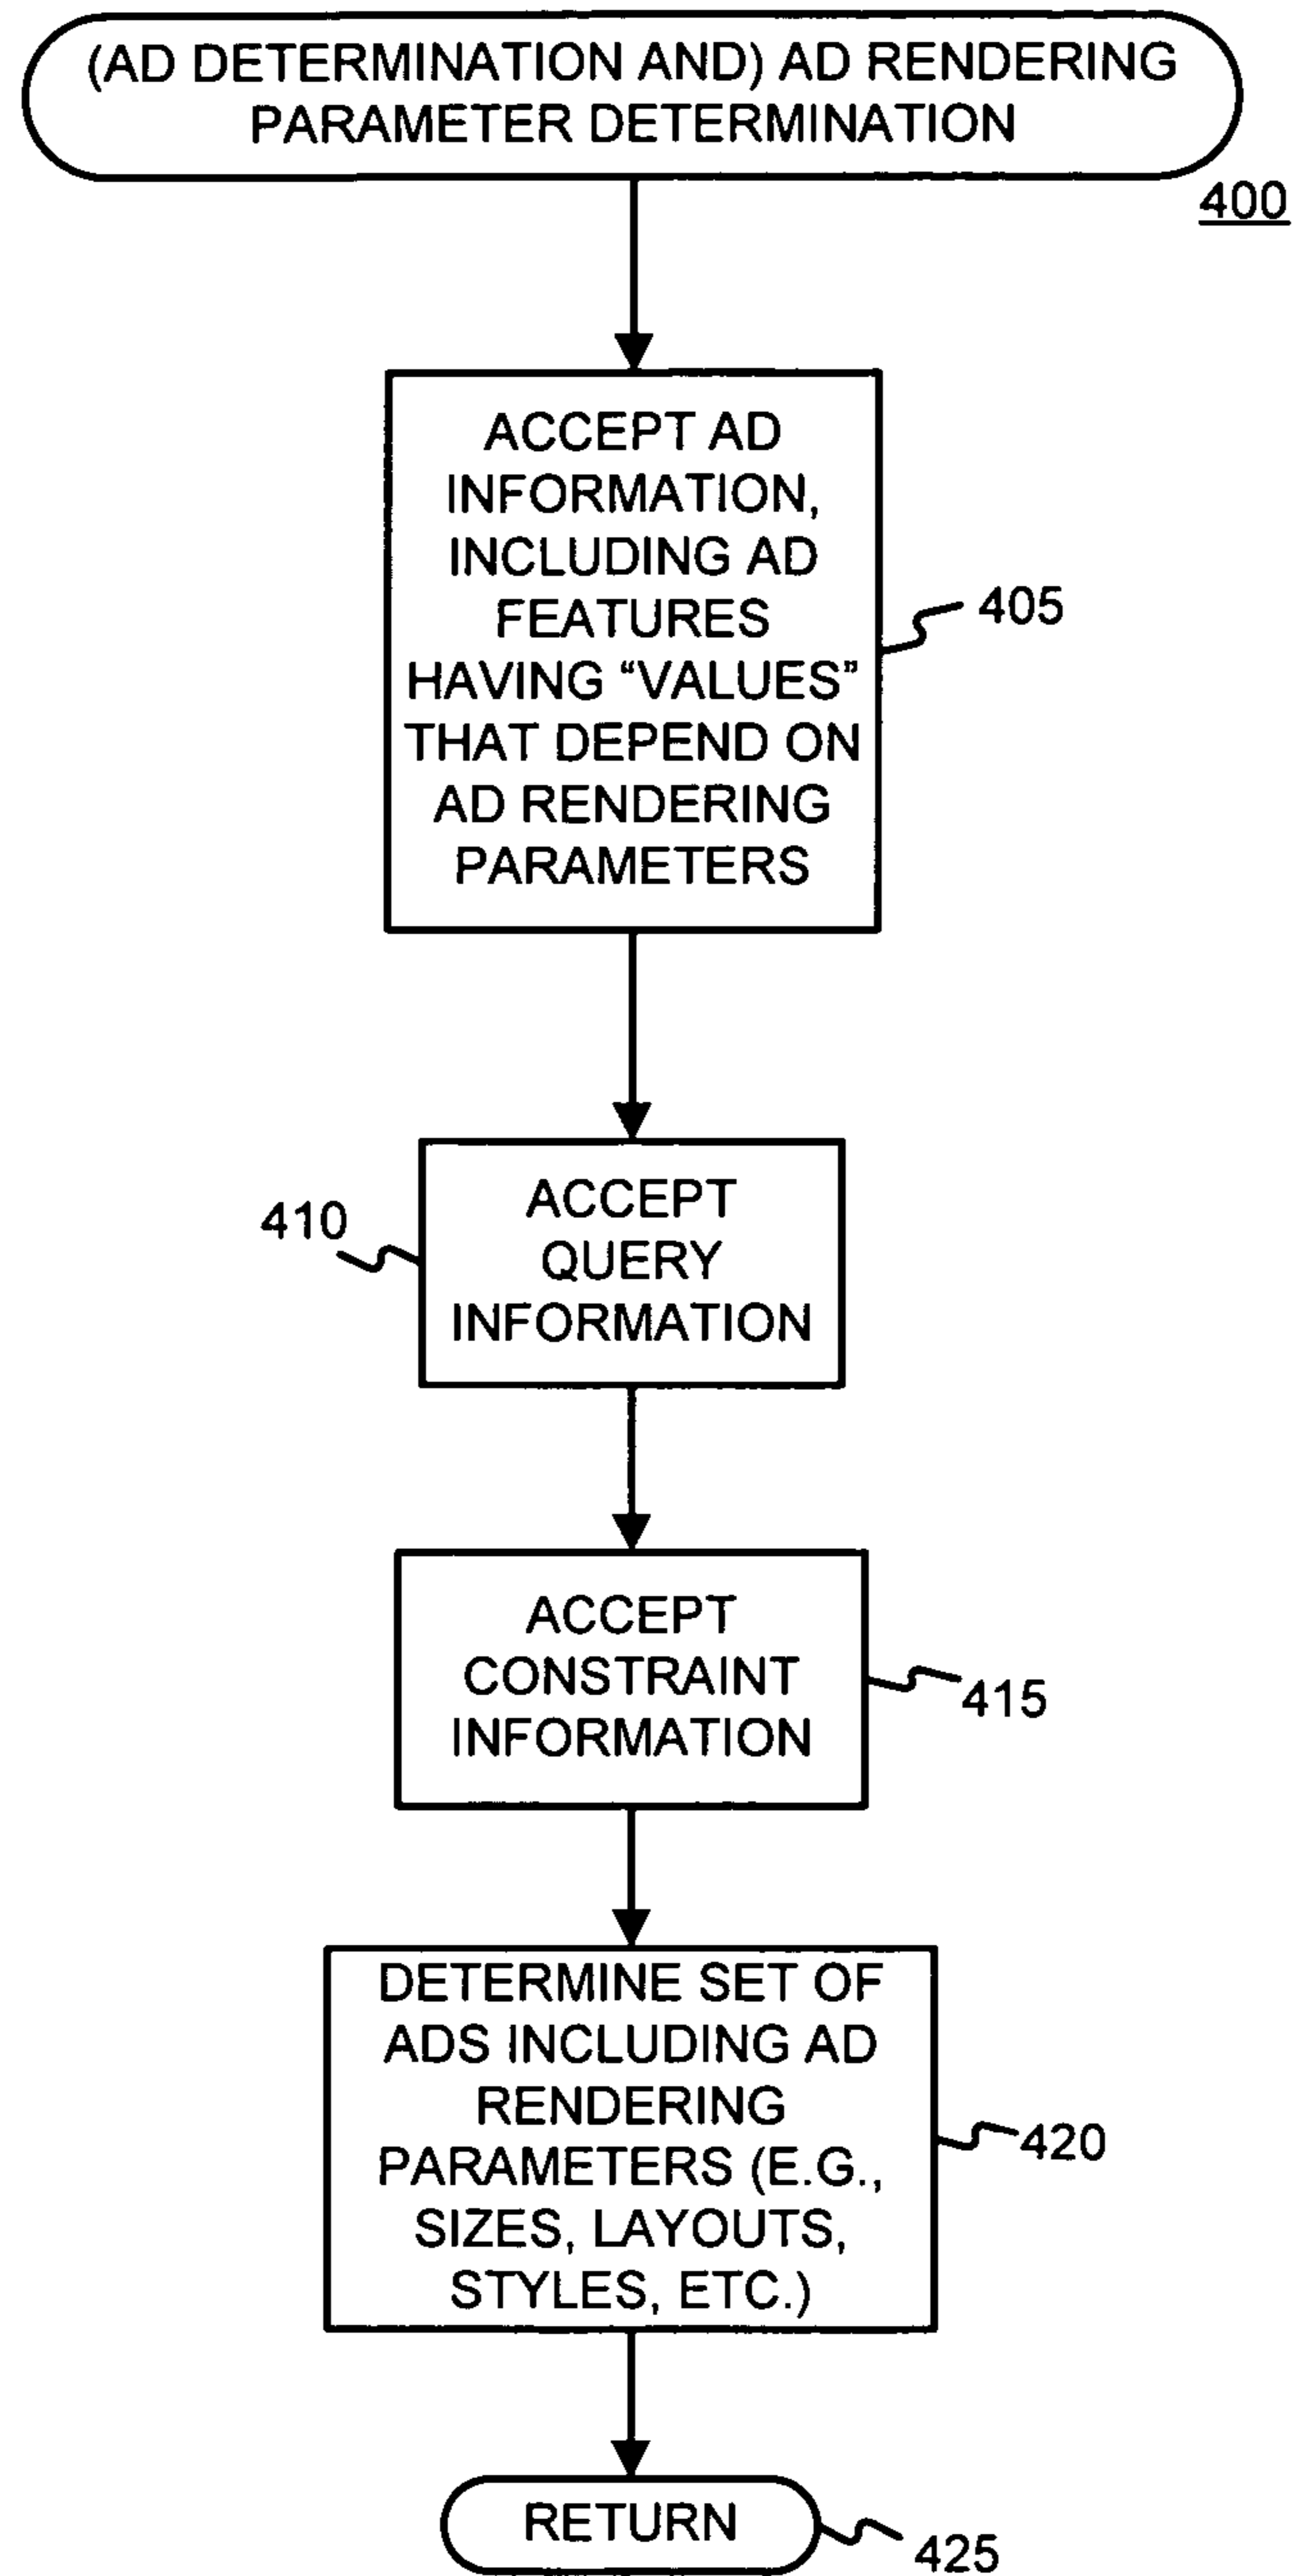 (AD DETERMINATION AND) AD RENDERING
PARAMETER DETERMINATION
400
ACCEPT AD
INFORMATION,
INCLUDING AD
FEATURES
HAVING “VALUES”
THAT DEPEND ON
AD RENDERING
PARAMETERS
405
ACCEPT
QUERY
INFORMATION
410
ACCEPT
CONSTRAINT
INFORMATION
415
DETERMINE SET OF
ADS INCLUDING AD
RENDERING
PARAMETERS (E.G.,
SIZES, LAYOUTS,
STYLES, ETC.)
420
RETURN
425